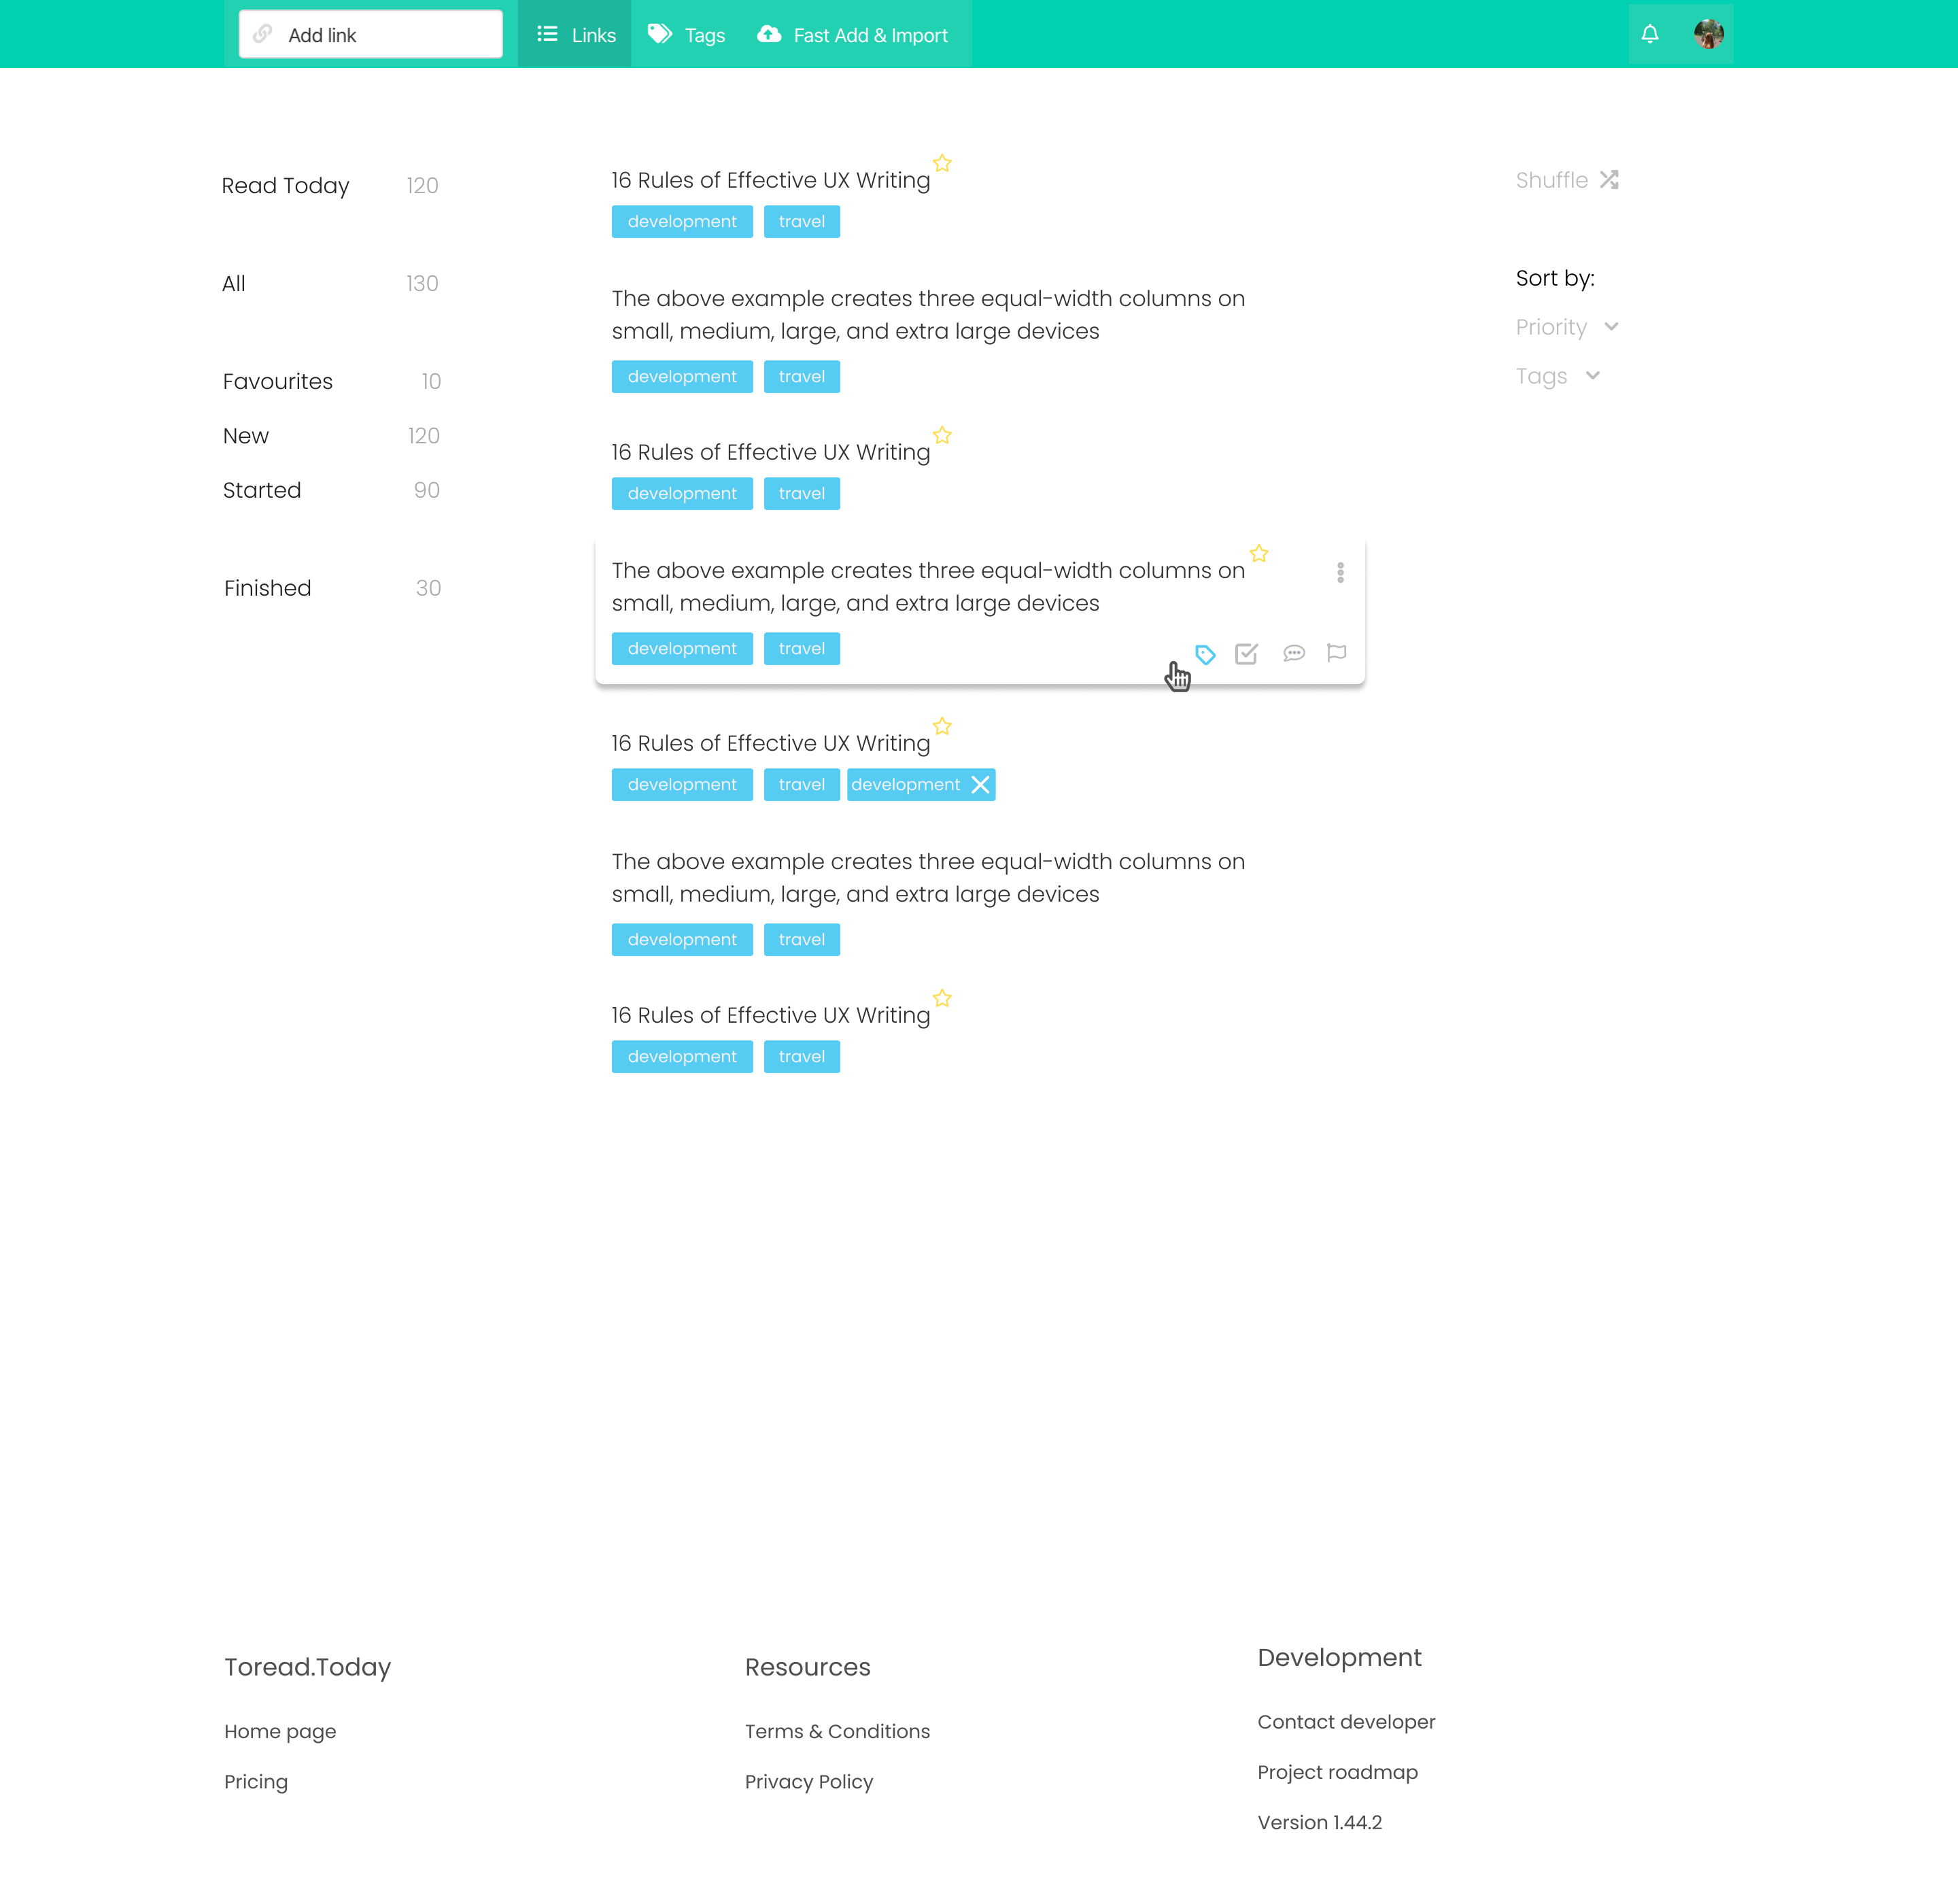 Add link
Links
Tags
Fast Add & Import
Read Today 120
All 130
Favourites 10
New 120
Started 90
Finished 30
16 Rules of Effective UX Writing
development travel
The above example creates three equal-width columns on
small, medium, large, and extra large devices
development travel
16 Rules of Effective UX Writing
development travel
The above example creates three equal-width columns on
small, medium, large, and extra large devices
development travel
16 Rules of Effective UX Writing
development travel development
The above example creates three equal-width columns on
small, medium, large, and extra large devices
development travel
16 Rules of Effective UX Writing
development travel
Shuffle
Sort by:
Priority
Tags
Toread.Today
Home page
Pricing
Resources
Terms & Conditions
Privacy Policy
Development
Contact developer
Project roadmap
Version 1.44.2